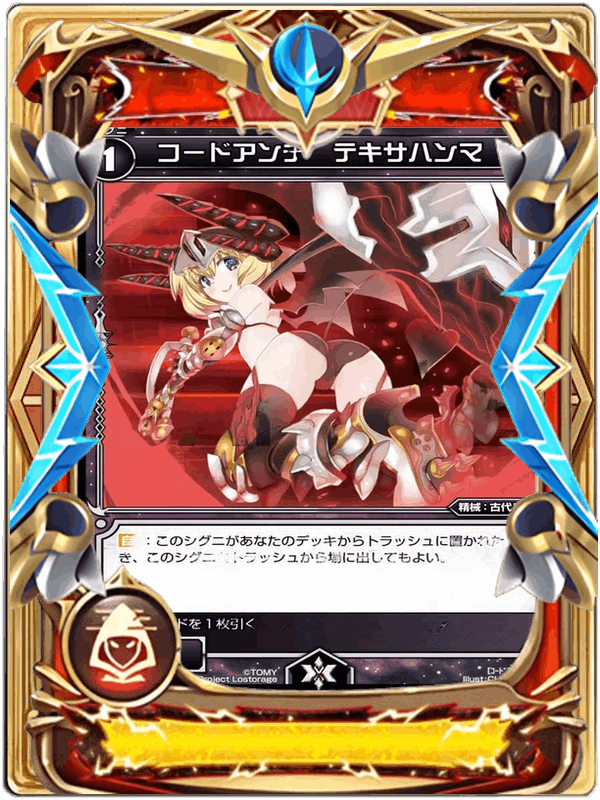 1 コードアンチ テキサハンマ
精械：古代
自：このシグニがあなたのデッキからトラッシュに置かれた
き、このシグニ トラッシュから場に出してもよい。
ドを１枚引く
©TOMY
Project Lostorage
Illust: